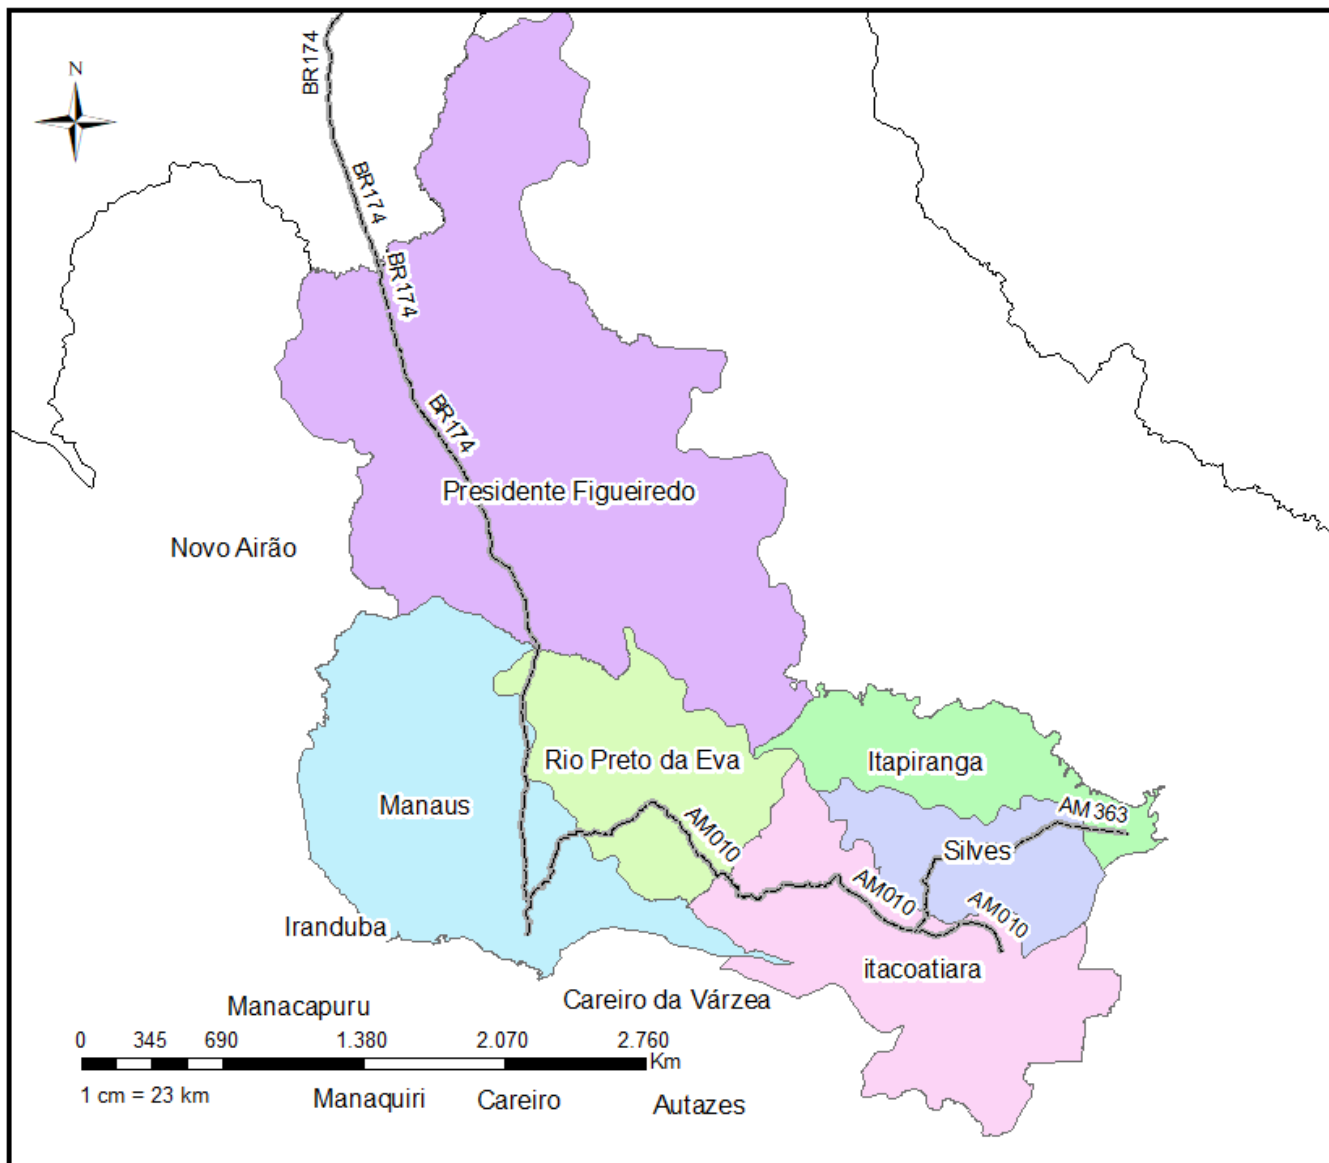 BR174
N
BR174
BR174
BR174
Presidente Figueiredo
Novo Airão
Rio Preto da Eva
Itapiranga
Manaus
AM 363
AM010
Silves
AM010
AM010
Iranduba
itacoatiara
Careiro da Várzea
Manacapuru
0 345 690 1.380 2.070 2.760
Km
1 cm = 23 km
Manaquiri
Careiro
Autazes